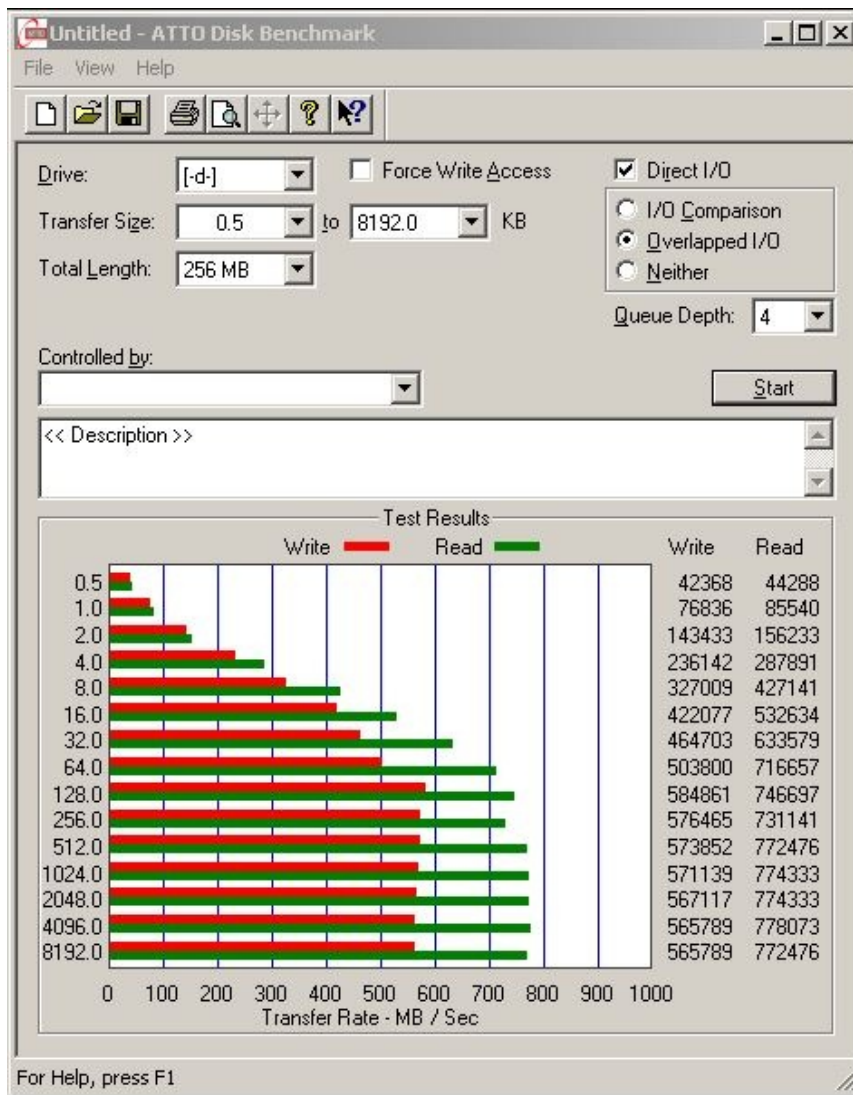 Untitled - ATTO Disk Benchmark
File View Help
Drive: [-d-] Force Write Access Direct I/O
Transfer Size: 0.5 to 8192.0 KB I/O Comparison
Overlapped I/O
Total Length: 256 MB Neither
Queue Depth: 4
Controlled by:
Start
<< Description >>
Test Results
Write Read Write Read
0.5 42368 44288
1.0 76836 85540
2.0 143433 156233
4.0 236142 287891
8.0 327009 427141
16.0 422077 532634
32.0 464703 633579
64.0 503800 716657
128.0 584861 746697
256.0 576465 731141
512.0 573852 772476
1024.0 571139 774333
2048.0 567117 774333
4096.0 565789 778073
8192.0 565789 772476
0 100 200 300 400 500 600 700 800 900 1000
Transfer Rate - MB / Sec
For Help, press F1